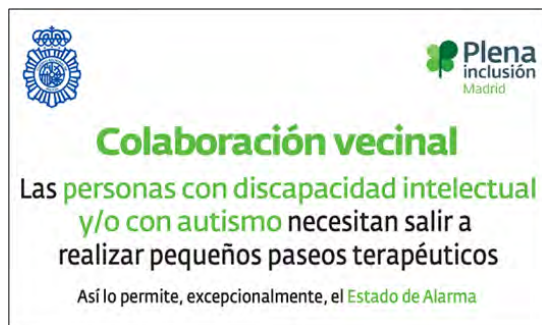 Plena
inclusión
Madrid
Colaboración vecinal
Las personas con discapacidad intelectual
y/o con autismo necesitan salir a
realizar pequeños paseos terapéuticos
Así lo permite, excepcionalmente, el Estado de Alarma